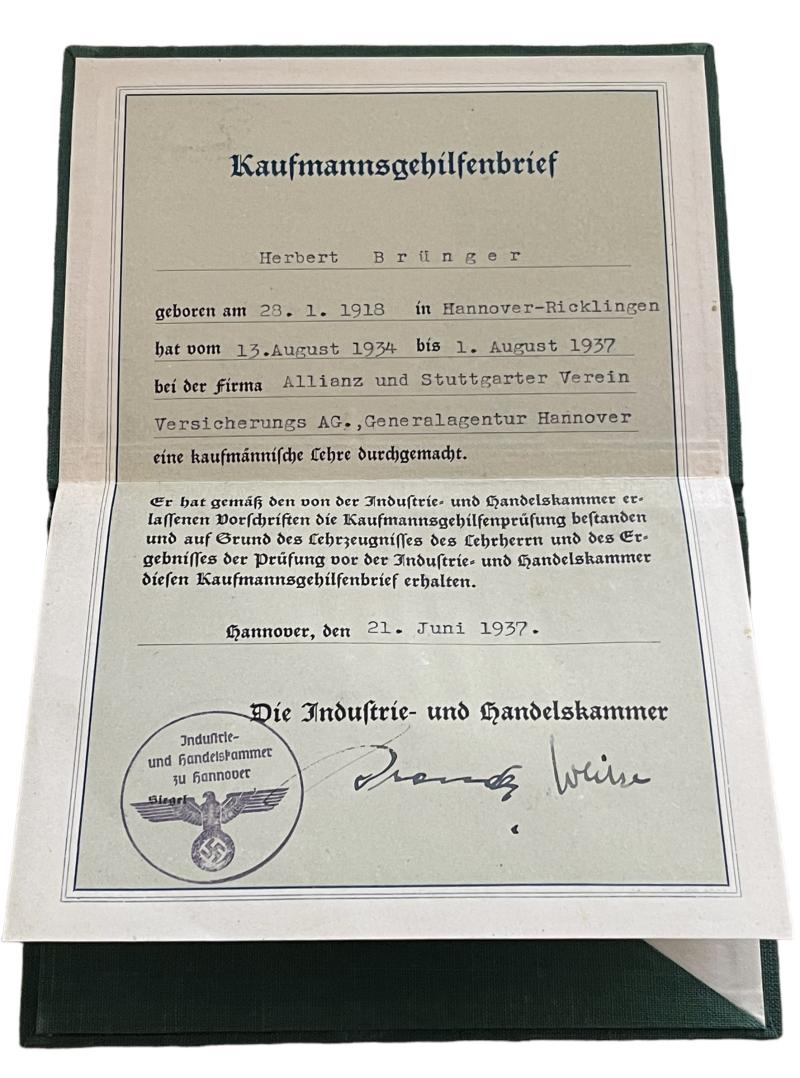 Kaufmannsgehilfenbrief
Herbert Brünger
geboren am 28. 1. 1918 in Hannover-Ricklingen
hat vom 13.August 1934 bis 1. August 1937
bei der Firma Allianz und Stuttgarter Verein
Versicherungs AG.,Generalagentur Hannover
eine kaufmännische Lehre durchgemacht.
Er hat gemäß den von der Industrie- und Handelskammer er-
lassenen Vorschriften die Kaufmannsgehilfenprüfung bestanden
und auf Grund des Lehrzeugnisses des Lehrherrn und des Er-
gebnisses der Prüfung vor der Industrie- und Handelskammer
diesen Kaufmannsgehilfenbrief erhalten.
Hannover, den 21. Juni 1937.
Die Industrie- und Handelskammer
Industrie-
und Handelskammer
zu Hannover
Siegel